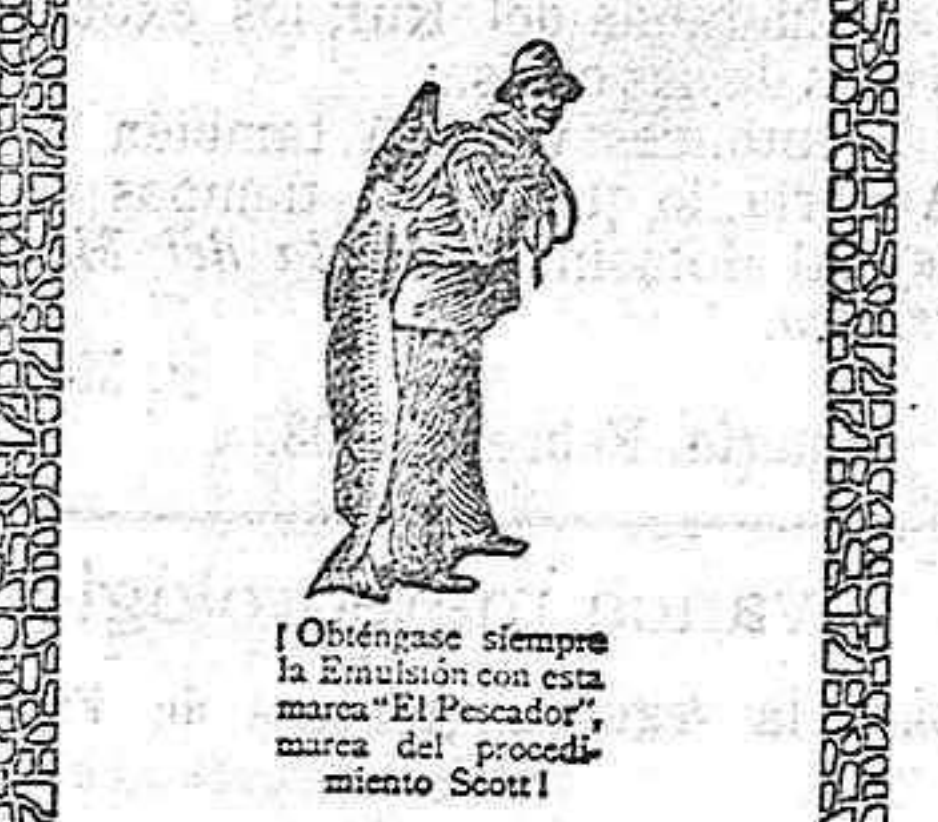 ¡Obténgase siempre
la Emulsión con esta
marca "El Pescador",
marca del procedi-
miento Scott!